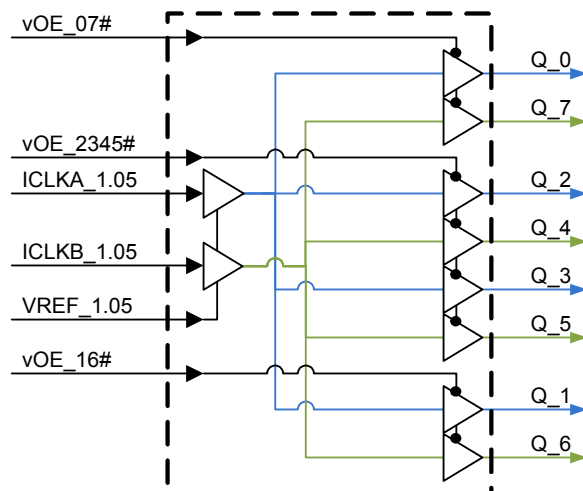 vOE_07#
Q_0
Q_7
vOE_2345#
ICLKA_1.05
Q_2
Q_4
ICLKB_1.05
Q_3
VREF_1.05
Q_5
vOE_16#
Q_1
Q_6